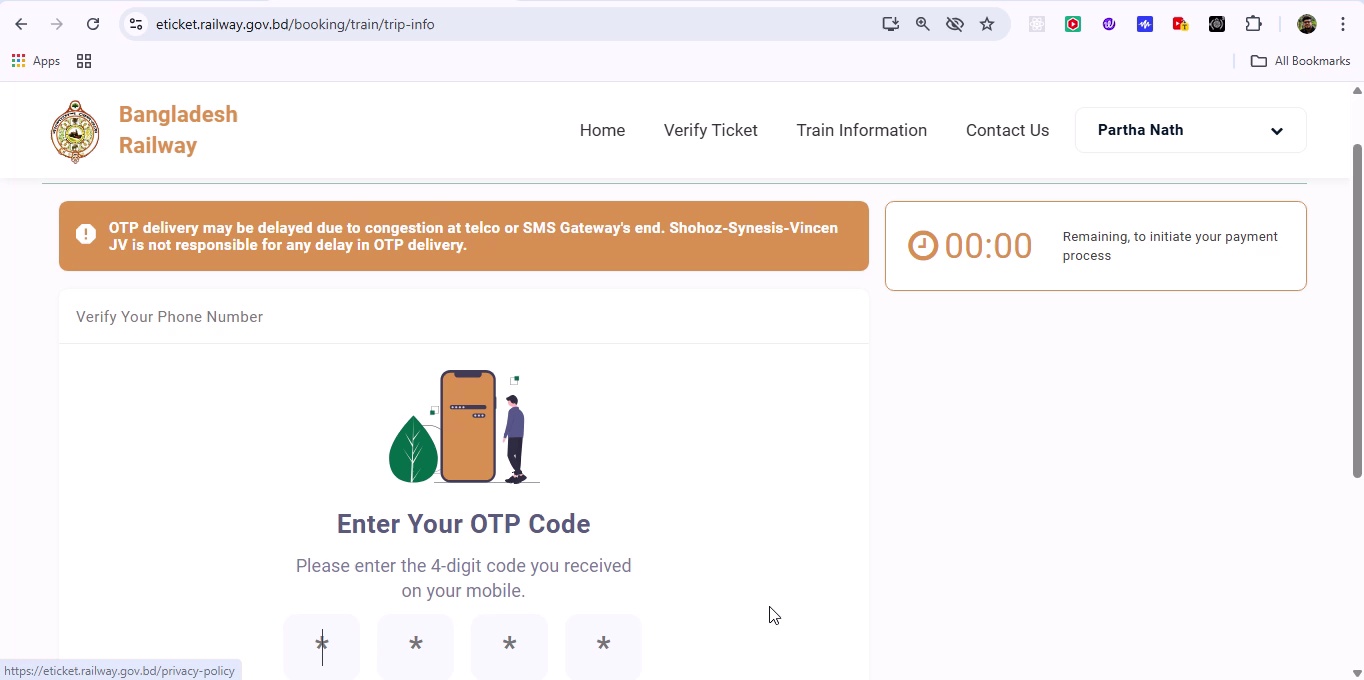 eticket.railway.gov.bd/booking/train/trip-info
Apps
All Bookmarks
Bangladesh
Railway
Home
Verify Ticket
Train Information
Contact Us
Partha Nath
OTP delivery may be delayed due to congestion at telco or SMS Gateway's end. Shohoz-Synesis-Vincen
JV is not responsible for any delay in OTP delivery.
00:00
Remaining, to initiate your payment
process
Verify Your Phone Number
Enter Your OTP Code
Please enter the 4-digit code you received
on your mobile.
* * * *
https://eticket.railway.gov.bd/privacy-policy